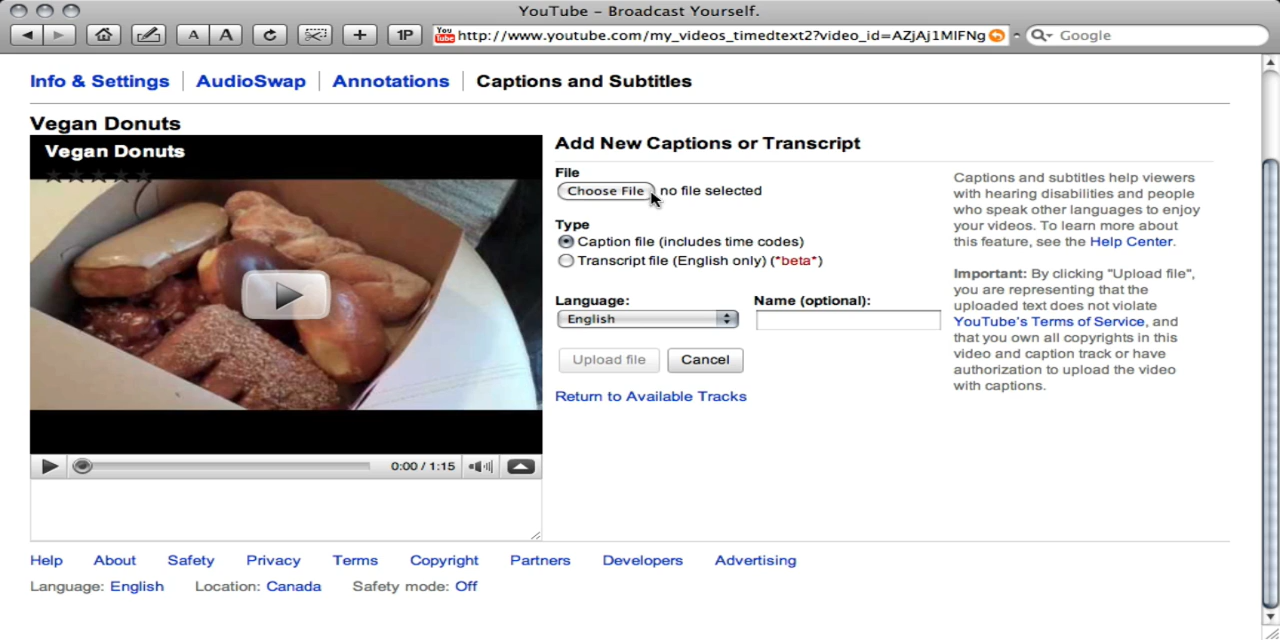 YouTube – Broadcast Yourself.
A A + 1P You Tube http://www.youtube.com/my_videos_timedtext2?video_id=AZjAj1MIFNg Google
Info & Settings AudioSwap Annotations Captions and Subtitles
Vegan Donuts
Vegan Donuts
0:00 / 1:15
Add New Captions or Transcript
File
Choose File no file selected
Type
Caption file (includes time codes)
Transcript file (English only) (*beta*)
Language: Name (optional):
English
Upload file Cancel
Return to Available Tracks
Captions and subtitles help viewers
with hearing disabilities and people
who speak other languages to enjoy
your videos. To learn more about
this feature, see the Help Center.
Important: By clicking "Upload file",
you are representing that the
uploaded text does not violate
YouTube's Terms of Service, and
that you own all copyrights in this
video and caption track or have
authorization to upload the video
with captions.
Help About Safety Privacy Terms Copyright Partners Developers Advertising
Language: English Location: Canada Safety mode: Off